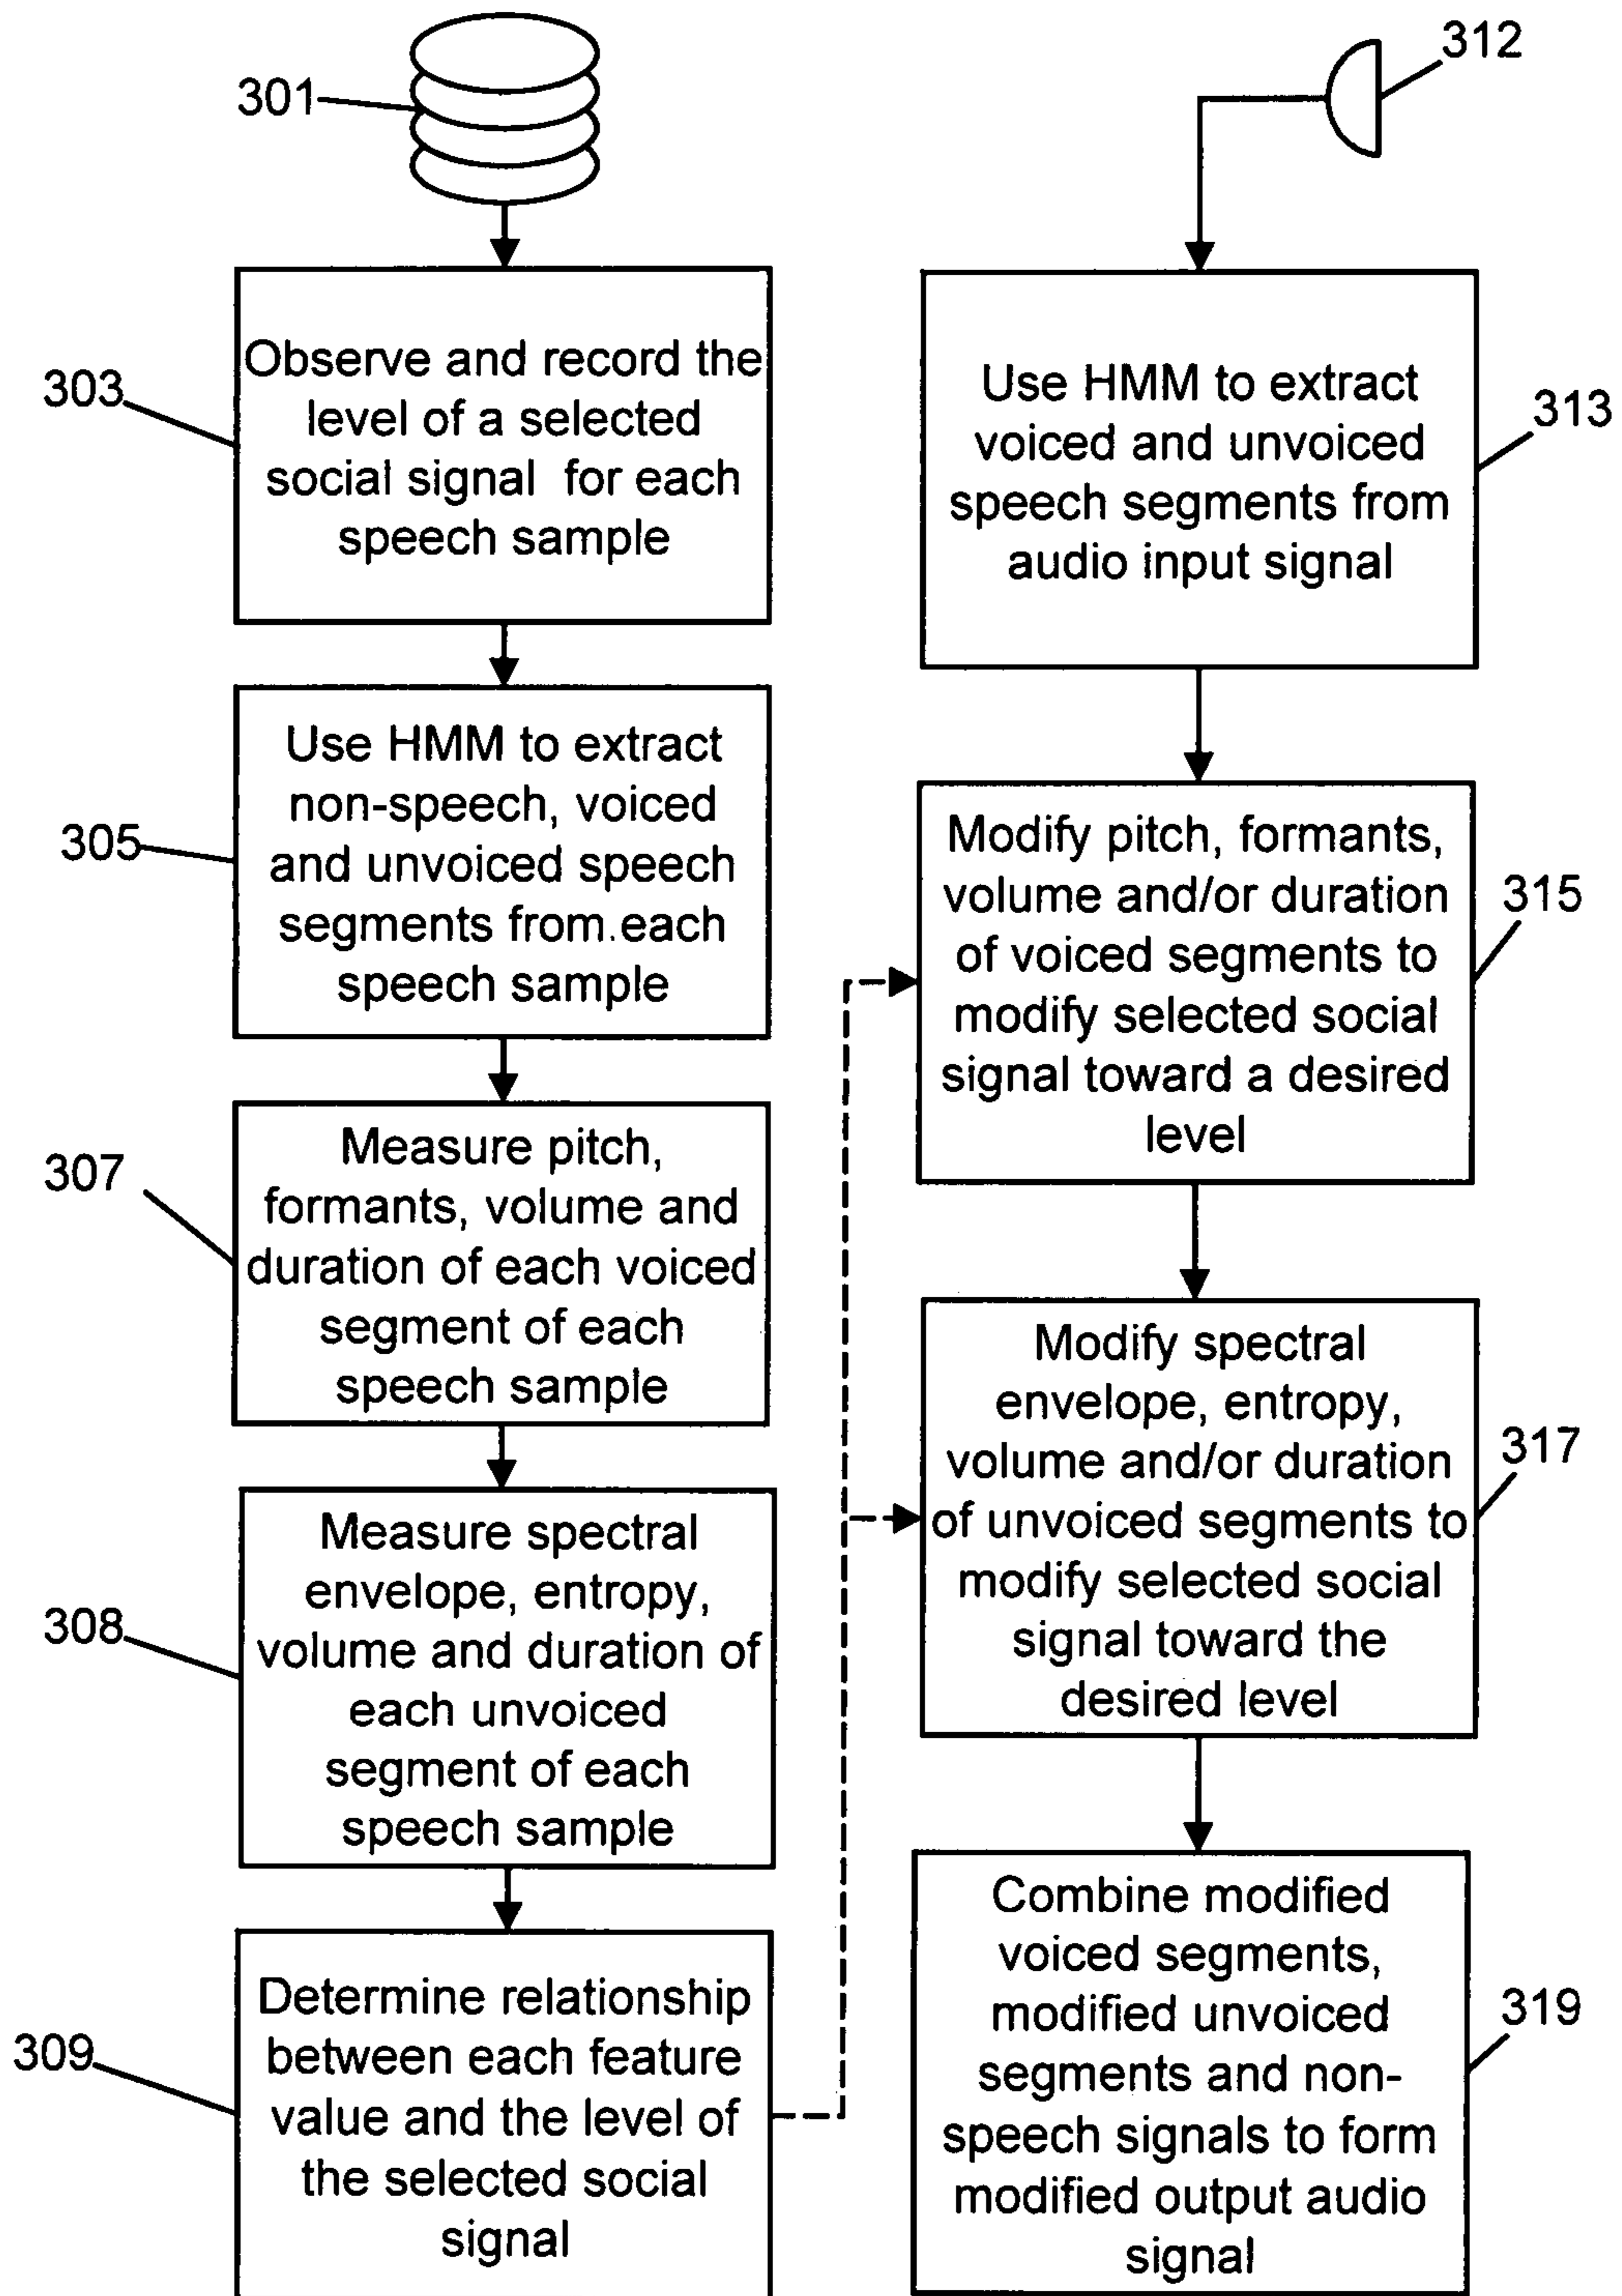 301
303
Observe and record the
level of a selected
social signal for each
speech sample
305
Use HMM to extract
non-speech, voiced
and unvoiced speech
segments from.each
speech sample
307
Measure pitch,
formants, volume and
duration of each voiced
segment of each
speech sample
308
Measure spectral
envelope, entropy,
volume and duration of
each unvoiced
segment of each
speech sample
309
Determine relationship
between each feature
value and the level of
the selected social
signal
312
313
Use HMM to extract
voiced and unvoiced
speech segments from
audio input signal
315
Modify pitch, formants,
volume and/or duration
of voiced segments to
modify selected social
signal toward a desired
level
317
Modify spectral
envelope, entropy,
volume and/or duration
of unvoiced segments to
modify selected social
signal toward the
desired level
319
Combine modified
voiced segments,
modified unvoiced
segments and non-
speech signals to form
modified output audio
signal